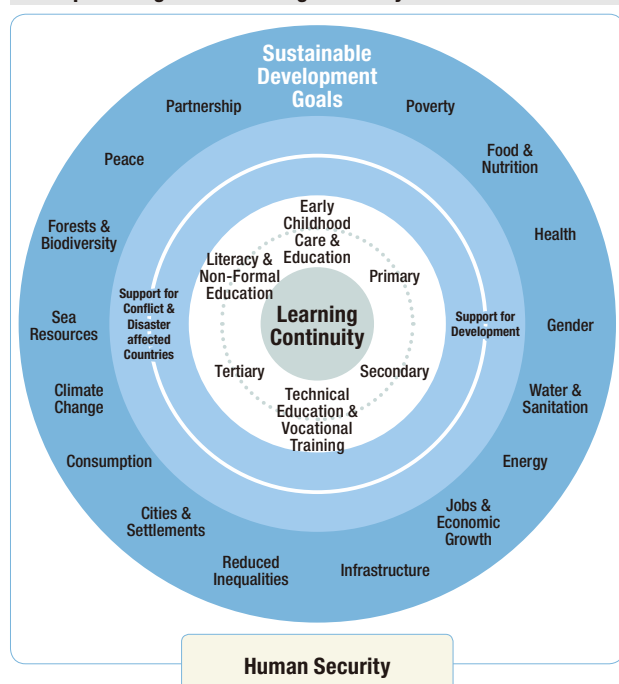 Sustainable
Development
Goals
Partnership
Poverty
Peace
Food &
Nutrition
Forests &
Biodiversity
Health
Sea
Resources
Gender
Climate
Change
Water &
Sanitation
Consumption
Energy
Cities &
Settlements
Jobs &
Economic
Growth
Reduced
Inequalities
Infrastructure
Support for
Conflict &
Disaster
affected
Countries
Support for
Development
Early
Childhood
Care &
Education
Literacy &
Non-Formal
Education
Primary
Learning
Continuity
Tertiary
Secondary
Technical
Education &
Vocational
Training
Human Security